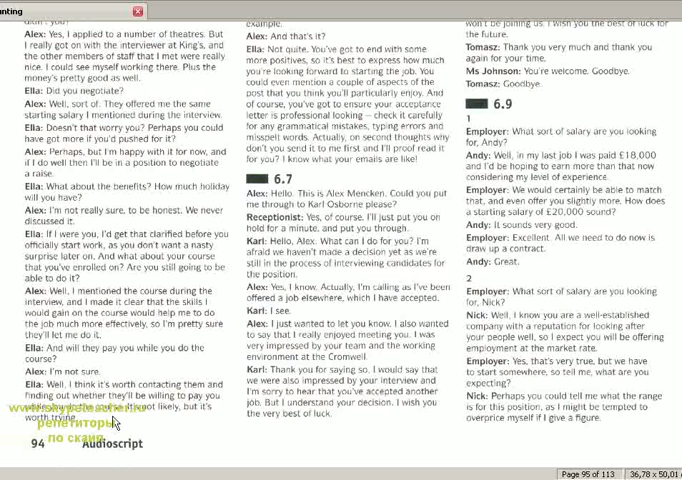 nting
didn't you?
Alex: Yes, I applied to a number of theatres. But
I really got on with the interviewer at King's, and
the other members of staff that I met were really
nice. I could see myself working there. Plus the
money's pretty good as well.
Ella: Did you negotiate?
Alex: Well, sort of. They offered me the same
starting salary I mentioned during the interview.
Ella: Doesn't that worry you? Perhaps you could
have got more if you'd pushed for it?
Alex: Perhaps, but I'm happy with it for now, and
if I do well then I'll be in a position to negotiate
a raise.
Ella: What about the benefits? How much holiday
will you have?
Alex: I'm not really sure, to be honest. We never
discussed it.
Ella: If I were you, I'd get that clarified before you
officially start work, as you don't want a nasty
surprise later on. And what about your course
that you've enrolled on? Are you still going to be
able to do it?
Alex: Well, I mentioned the course during the
interview, and I made it clear that the skills I
would gain on the course would help me to do
the job much more effectively, so I'm pretty sure
they'll let me do it.
Ella: And will they pay you while you do the
course?
Alex: I'm not sure.
Ella: Well, I think it's worth contacting them and
finding out whether they'll be willing to pay you
not likely, but it's
worth trying.
www.skypeteacher.ru
репетиторы
по скайп
94 Audioscript
example.
Alex: And that's it?
Ella: Not quite. You've got to end with some
more positives, so it's best to express how much
you're looking forward to starting the job. You
could even mention a couple of aspects of the
post that you think you'll particularly enjoy. And
of course, you've got to ensure your acceptance
letter is professional looking – check it carefully
for any grammatical mistakes, typing errors and
misspelt words. Actually, on second thoughts why
don't you send it to me first and I'll proof read it
for you? I know what your emails are like!
6.7
Alex: Hello. This is Alex Mencken. Could you put
me through to Karl Osborne please?
Receptionist: Yes, of course. I'll just put you on
hold for a minute, and put you through.
Karl: Hello, Alex. What can I do for you? I'm
afraid we haven't made a decision yet as we're
still in the process of interviewing candidates for
the position.
Alex: Yes, I know. Actually, I'm calling as I've been
offered a job elsewhere, which I have accepted.
Karl: I see.
Alex: I just wanted to let you know. I also wanted
to say that I really enjoyed meeting you. I was
very impressed by your team and the working
environment at the Cromwell.
Karl: Thank you for saying so. I would say that
we were also impressed by your interview and
I'm sorry to hear that you've accepted another
job. But I understand your decision. I wish you
the very best of luck.
won't be joining us. I wish you the best of luck for
the future.
Tomasz: Thank you very much and thank you
again for your time.
Ms Johnson: You're welcome. Goodbye.
Tomasz: Goodbye.
6.9
1
Employer: What sort of salary are you looking
for, Andy?
Andy: Well, in my last job I was paid £18,000
and I'd be hoping to earn more than that now
considering my level of experience.
Employer: We would certainly be able to match
that, and even offer you slightly more. How does
a starting salary of £20,000 sound?
Andy: It sounds very good.
Employer: Excellent. All we need to do now is
draw up a contract.
Andy: Great.
2
Employer: What sort of salary are you looking
for, Nick?
Nick: Well, I know you are a well-established
company with a reputation for looking after
your people well, so I expect you will be offering
employment at the market rate.
Employer: Yes, that's very true, but we have
to start somewhere, so tell me, what are you
expecting?
Nick: Perhaps you could tell me what the range
is for this position, as I might be tempted to
overprice myself if I give a figure.
Page 95 of 113
36,78 x 50,01